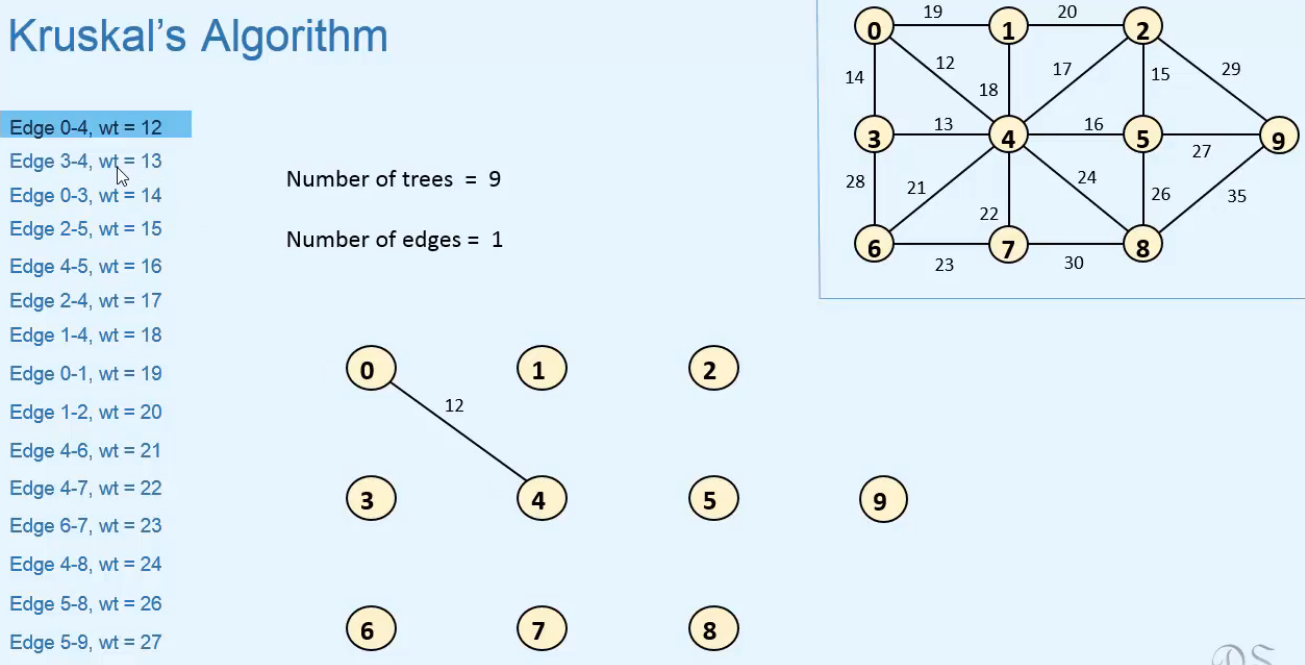 Kruskal's Algorithm
Edge 0-4, wt = 12
Edge 3-4, wt = 13
Edge 0-3, wt = 14
Edge 2-5, wt = 15
Edge 4-5, wt = 16
Edge 2-4, wt = 17
Edge 1-4, wt = 18
Edge 0-1, wt = 19
Edge 1-2, wt = 20
Edge 4-6, wt = 21
Edge 4-7, wt = 22
Edge 6-7, wt = 23
Edge 4-8, wt = 24
Edge 5-8, wt = 26
Edge 5-9, wt = 27
Number of trees = 9
Number of edges = 1
0 1 2
12
3 4 5 9
6 7 8
19 20
0 1 2
14 12 18 17 15 29
13 16
3 4 5 9
27
28 21 22 24 26 35
6 7 8
23 30